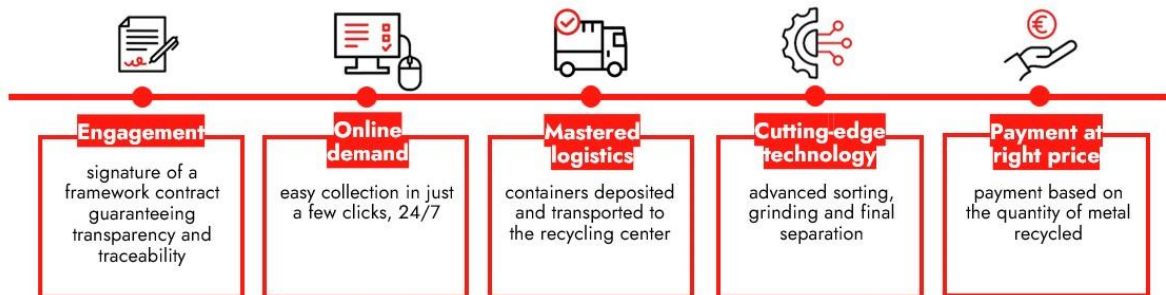 Engagement
signature of a
framework contract
guaranteeing
transparency and
traceability
Online
demand
easy collection in just
a few clicks, 24/7
Mastered
logistics
containers deposited
and transported to
the recycling center
Cutting-edge
technology
advanced sorting,
grinding and final
separation
€
Payment at
right price
payment based on
the quantity of metal
recycled